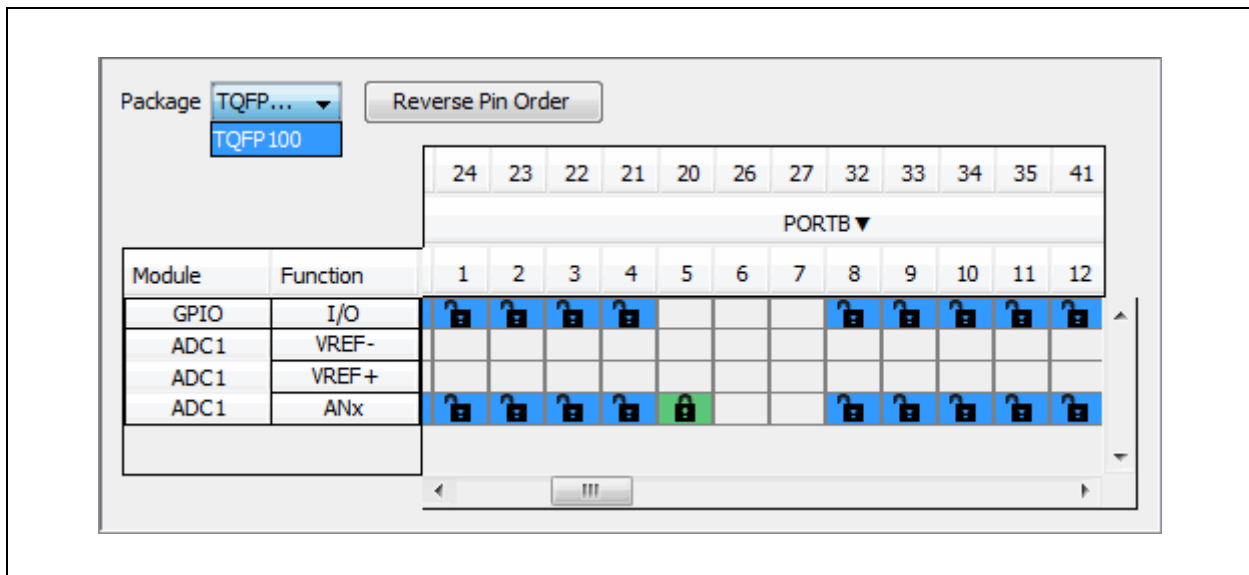 Package TQFP... Reverse Pin Order
TQFP100
24 23 22 21 20 26 27 32 33 34 35 41
PORTB▼
Module Function 1 2 3 4 5 6 7 8 9 10 11 12
GPIO I/O
ADC1 VREF-
ADC1 VREF+
ADC1 ANx